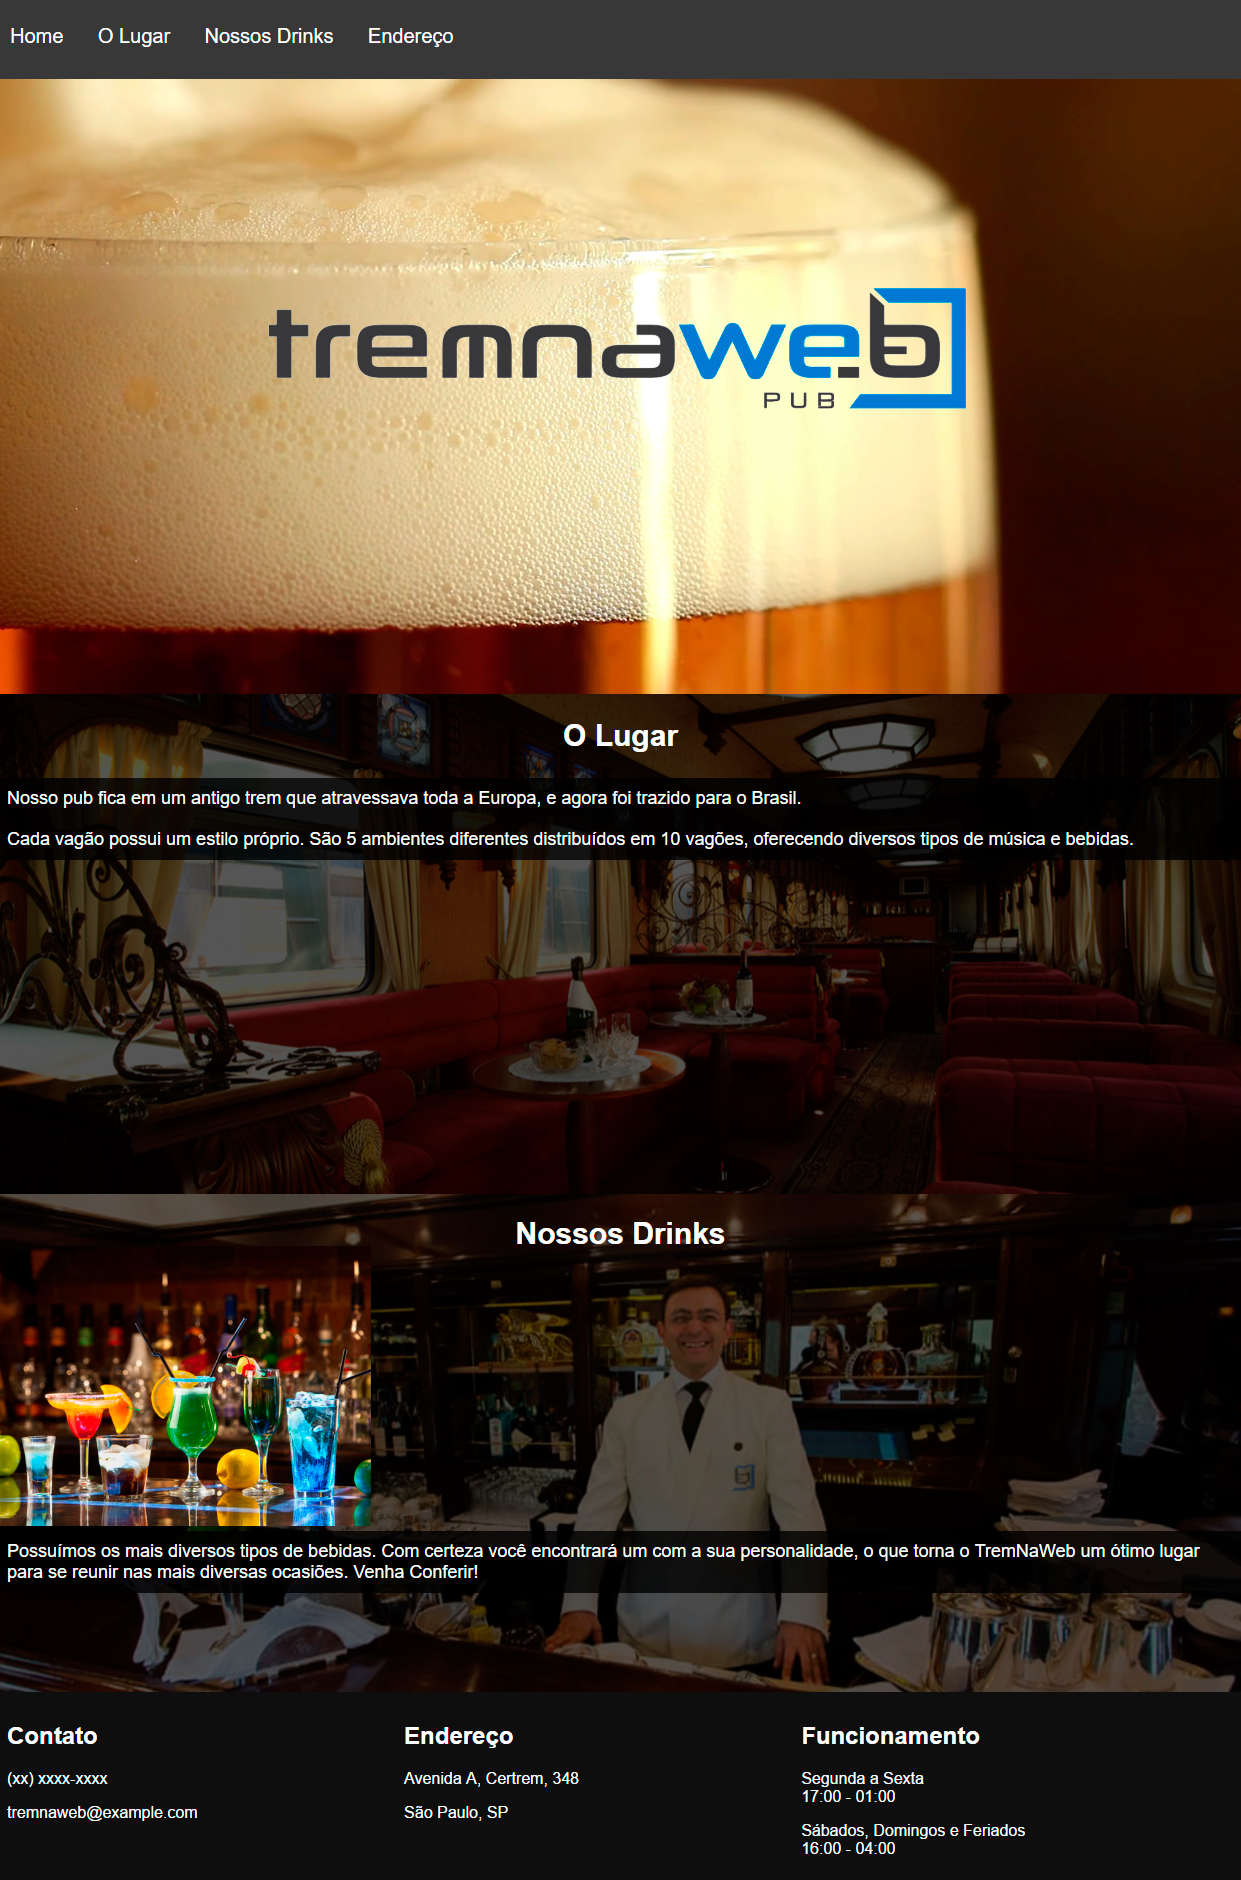 Home O Lugar Nossos Drinks Endereço
tremnaweb
PUB
O Lugar
Nosso pub fica em um antigo trem que atravessava toda a Europa, e agora foi trazido para o Brasil.
Cada vagão possui um estilo próprio. São 5 ambientes diferentes distribuídos em 10 vagões, oferecendo diversos tipos de música e bebidas.
Nossos Drinks
Possuímos os mais diversos tipos de bebidas. Com certeza você encontrará um com a sua personalidade, o que torna o TremNaWeb um ótimo lugar
para se reunir nas mais diversas ocasiões. Venha Conferir!
Contato
(xx) xxxx-xxxx
tremnaweb@example.com
Endereço
Avenida A, Certrem, 348
São Paulo, SP
Funcionamento
Segunda a Sexta
17:00 - 01:00
Sábados, Domingos e Feriados
16:00 - 04:00